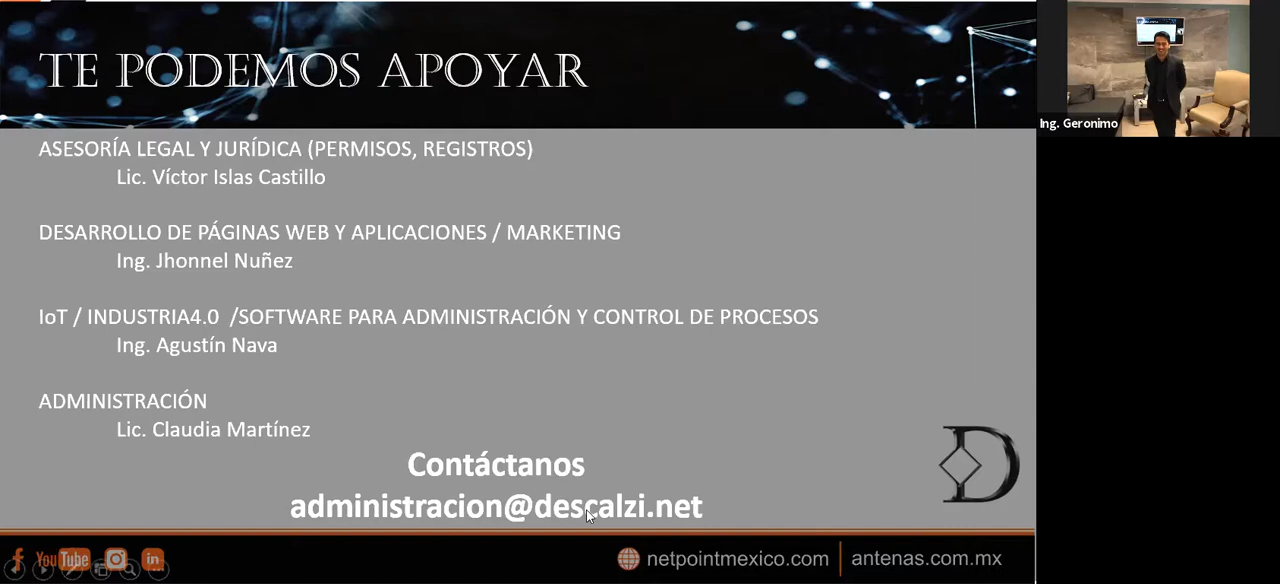 TE PODEMOS APOYAR
ASESORÍA LEGAL Y JURÍDICA (PERMISOS, REGISTROS)
Lic. Víctor Islas Castillo
DESARROLLO DE PÁGINAS WEB Y APLICACIONES / MARKETING
Ing. Jhonnel Nuñez
IoT / INDUSTRIA4.0 /SOFTWARE PARA ADMINISTRACIÓN Y CONTROL DE PROCESOS
Ing. Agustín Nava
ADMINISTRACIÓN
Lic. Claudia Martínez
Contáctanos
administracion@descalzi.net
D
f YouTube in netpointmexico.com | antenas.com.mx
Ing. Geronimo